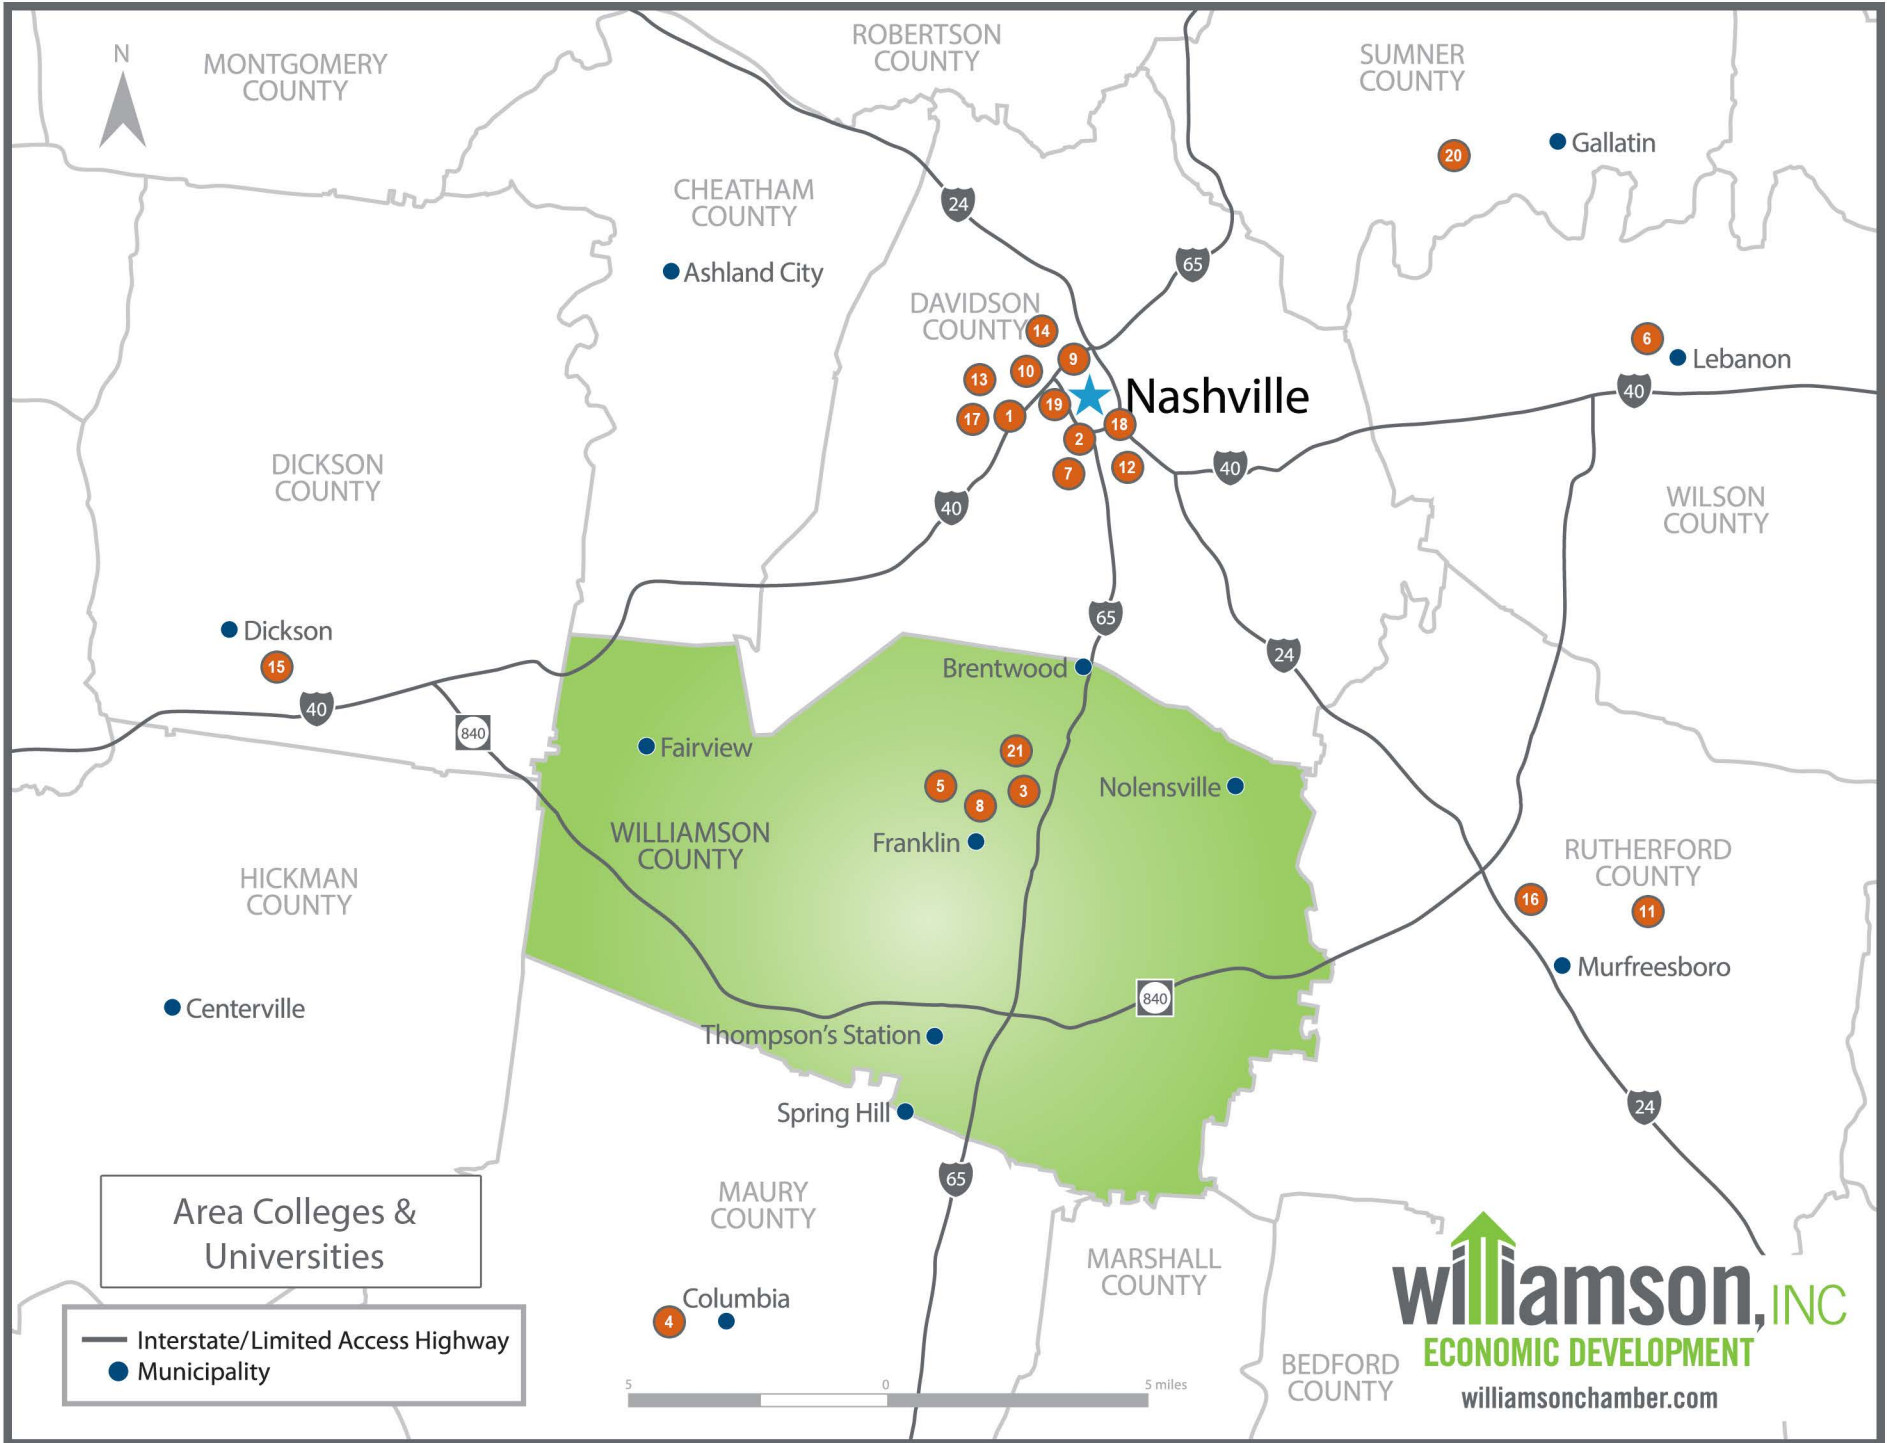 N
MONTGOMERY
COUNTY
ROBERTSON
COUNTY
SUMNER
COUNTY
20
Gallatin
CHEATHAM
COUNTY
24
65
Ashland City
DAVIDSON
COUNTY
14
9
10
13
19
1
17
Nashville
18
2
7
12
6
Lebanon
40
40
40
DICKSON
COUNTY
WILSON
COUNTY
Dickson
15
40
840
65
24
Brentwood
Fairview
21
5
3
8
Nolensville
WILLIAMSON
COUNTY
Franklin
HICKMAN
COUNTY
RUTHERFORD
COUNTY
16
11
Murfreesboro
Centerville
840
Thompson's Station
Spring Hill
24
65
MAURY
COUNTY
MARSHALL
COUNTY
BEDFORD
COUNTY
Columbia
4
Area Colleges &
Universities
Interstate/Limited Access Highway
Municipality
5 0 5 miles
williamson, INC
ECONOMIC DEVELOPMENT
williamsonchamber.com